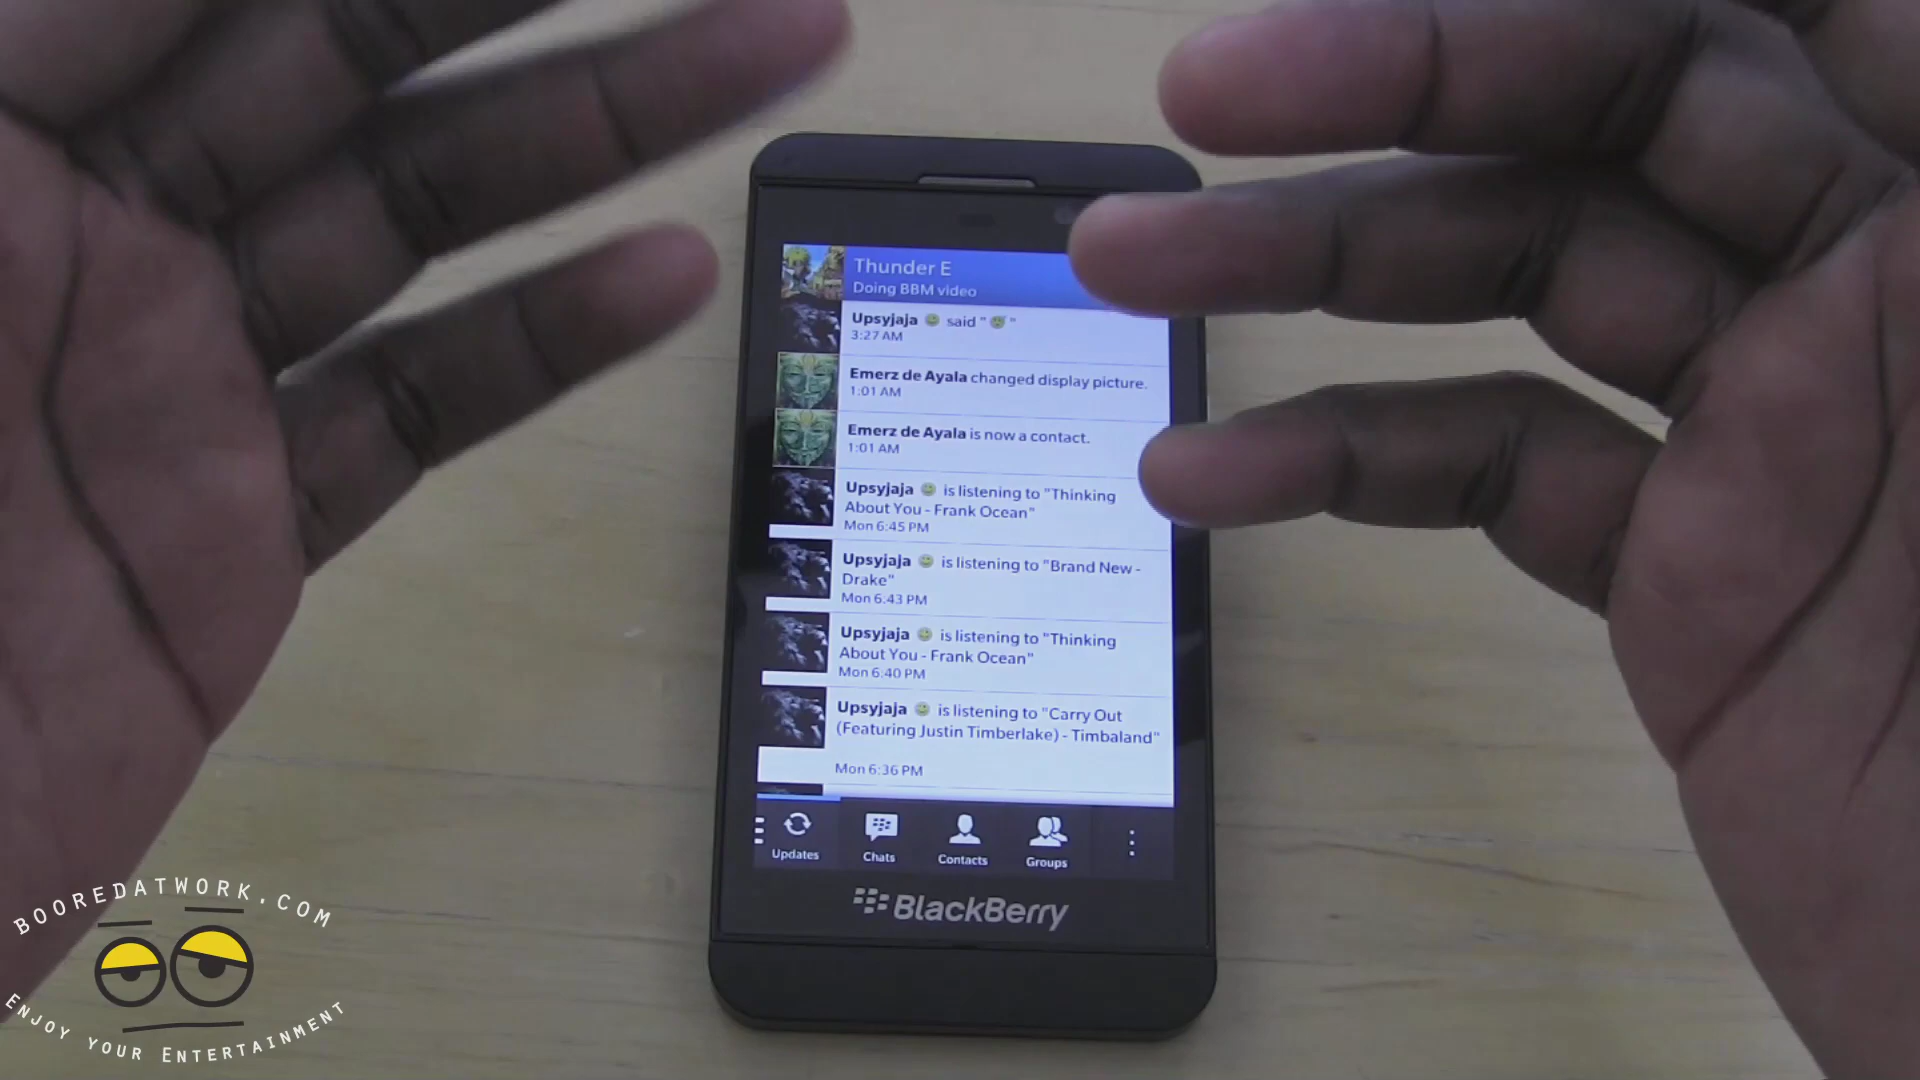 Thunder E
Doing BBM video
Upsyjaja said " "
3:27 AM
Emerz de Ayala changed display picture.
1:01 AM
Emerz de Ayala is now a contact.
1:01 AM
Upsyjaja is listening to "Thinking
About You - Frank Ocean"
Mon 6:45 PM
Upsyjaja is listening to "Brand New -
Drake"
Mon 6:43 PM
Upsyjaja is listening to "Thinking
About You - Frank Ocean"
Mon 6:40 PM
Upsyjaja is listening to "Carry Out
(Featuring Justin Timberlake) - Timbaland"
Mon 6:36 PM
Updates
Chats
Contacts
Groups
BlackBerry
BOOREDATWORK.COM
ENJOY YOUR ENTERTAINMENT